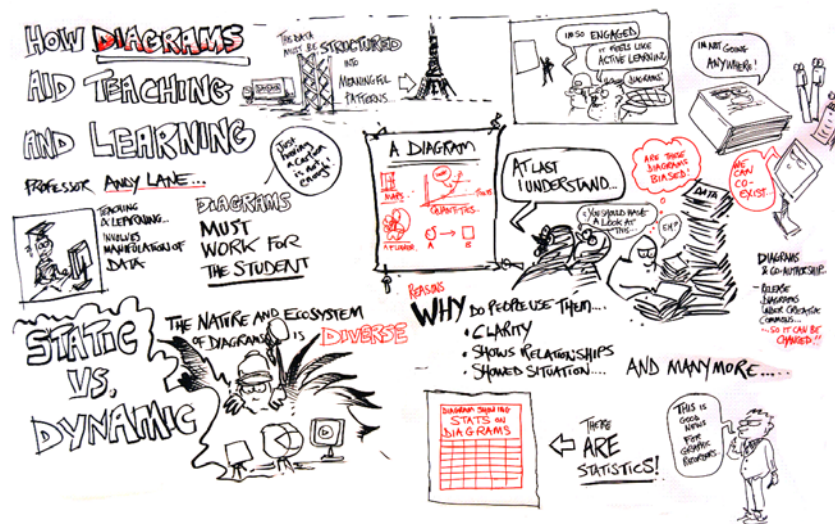 HOW DIAGRAMS
AID TEACHING
AND LEARNING
PROFESSOR ANDY LANE...
THE DATA
MUST BE STRUCTURED
INTO
MEANINGFUL
PATTERNS
DATA
I'M SO ENGAGED
IT FEELS LIKE
ACTIVE LEARNING
DIAGRAMS!
I'M NOT GOING
ANYWHERE!
WE
CAN
CO-
EXIST...
Just
having
a cartoon
is not
enough!
TEACHING
& LEARNING...
INVOLVES
MANIPULATION OF
DATA
DIAGRAMS
MUST
WORK FOR
THE STUDENT
A DIAGRAM
MAPS
QUANTITIES...
A FLOWER
A
B
AT LAST
I UNDERSTAND...
YOU SHOULD HAVE
A LOOK AT
THIS...
ARE THESE
DIAGRAMS
BIASED!
EH?
DATA
DIAGRAMS
& CO-AUTHORSHIP...
RELEASE
DIAGRAMS
UNDER CREATIVE
COMMONS...
...SO IT CAN BE
CHANGED!!
STATIC
VS.
DYNAMIC
THE NATURE AND ECOSYSTEM
OF DIAGRAMS IS DIVERSE
REASONS
WHY DO PEOPLE USE THEM....
• CLARITY
• SHOWS RELATIONSHIPS
• SHOWED SITUATION....
AND MANY MORE.....
DIAGRAM SHOWING
STATS ON
DIAGRAMS
THERE
ARE
STATISTICS!
THIS IS
GOOD
NEWS
FOR
GRAPHIC
RECORDERS...